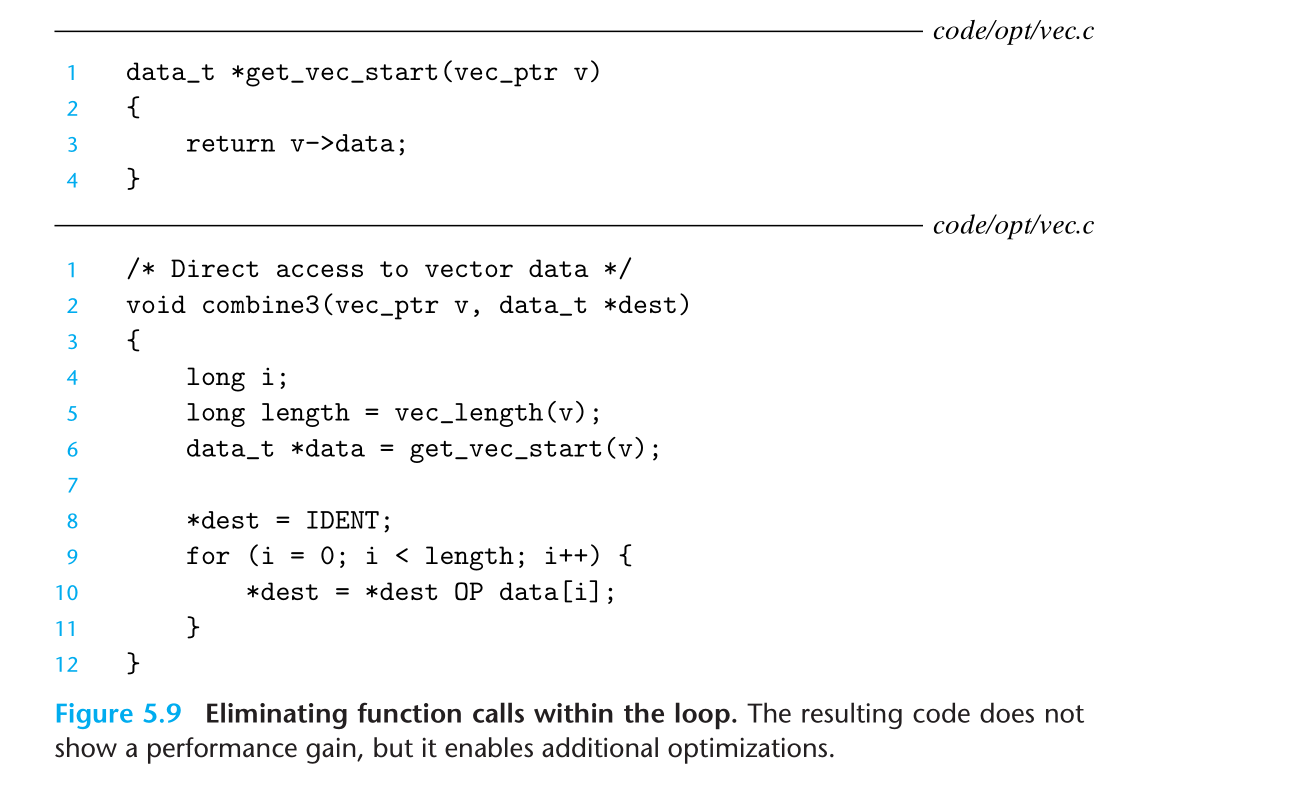 code/opt/vec.c
1 data_t *get_vec_start(vec_ptr v)
2 {
3     return v->data;
4 }
code/opt/vec.c
1 /* Direct access to vector data */
2 void combine3(vec_ptr v, data_t *dest)
3 {
4     long i;
5     long length = vec_length(v);
6     data_t *data = get_vec_start(v);
7
8     *dest = IDENT;
9     for (i = 0; i < length; i++) {
10         *dest = *dest OP data[i];
11     }
12 }
Figure 5.9 Eliminating function calls within the loop. The resulting code does not
show a performance gain, but it enables additional optimizations.